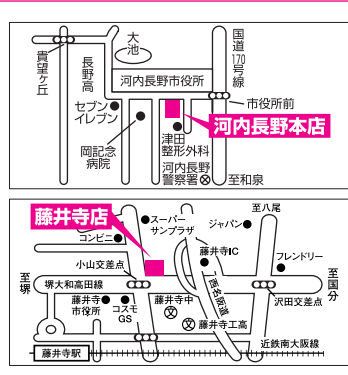 大池
国道170号線
貴望ヶ丘
長野高
河内長野市役所
セブン
イレブン
市役所前
河内長野本店
岡記念
病院
津田
整形外科
河内長野
警察署
至和泉
藤井寺店
スーパー
サンプラザ
ジャパン
至八尾
コンビニ
小山交差点
藤井寺IC
フレンドリー
至堺
堺大和高田線
至国分
西名阪道
藤井寺
市役所
コスモ
GS
藤井寺中
文
沢田交差点
文
藤井寺工高
近鉄南大阪線
藤井寺駅